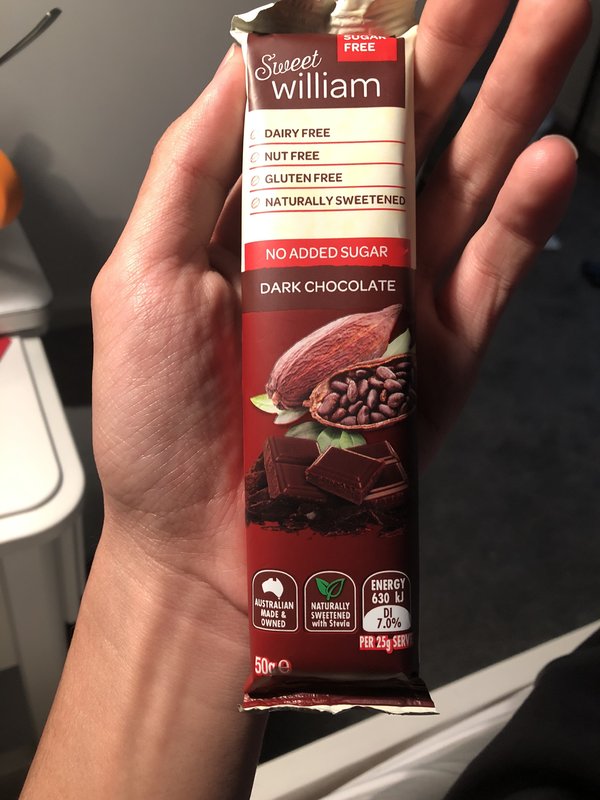 SUGAR
FREE
Sweet
william
DAIRY FREE
NUT FREE
GLUTEN FREE
NATURALLY SWEETENED
NO ADDED SUGAR
DARK CHOCOLATE
AUSTRALIAN
MADE &
OWNED
NATURALLY
SWEETENED
with Stevia
ENERGY
630 kJ
DI
7.0%
PER 25g SERV
50g e